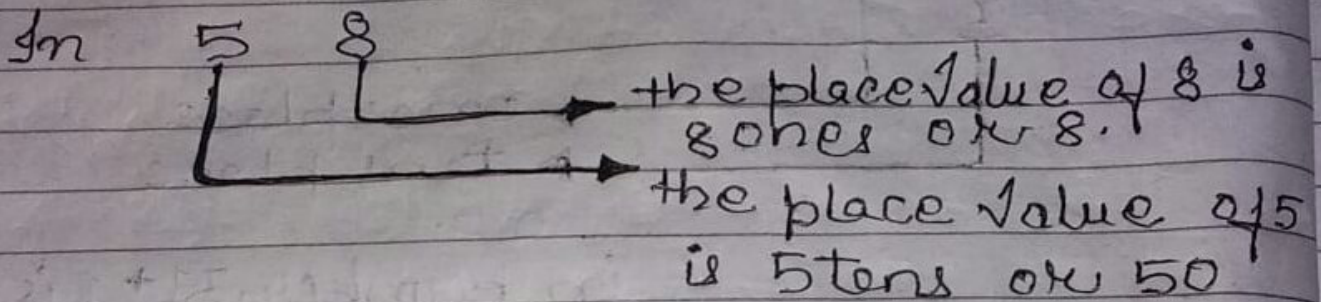 In 5 8
the place Value of 8 is
8 ones or 8.
the place Value of 5
is 5 tens or 50